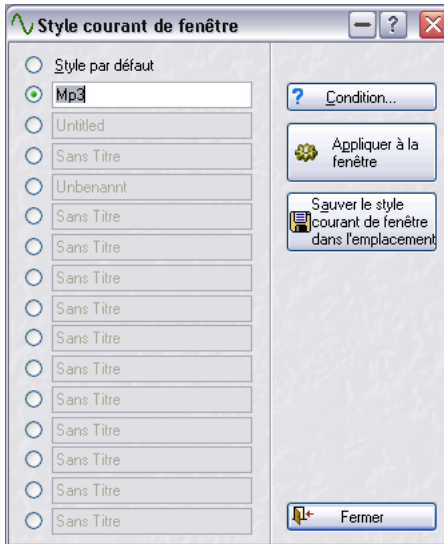 Style courant de fenêtre
Style par défaut
Mp3
Untitled
Sans Titre
Unbenannt
Sans Titre
Sans Titre
Sans Titre
Sans Titre
Sans Titre
Sans Titre
Sans Titre
Sans Titre
Sans Titre
Sans Titre
Sans Titre
Condition...
Appliquer à la
fenêtre
Sauver le style
courant de fenêtre
dans l'emplacement
Fermer